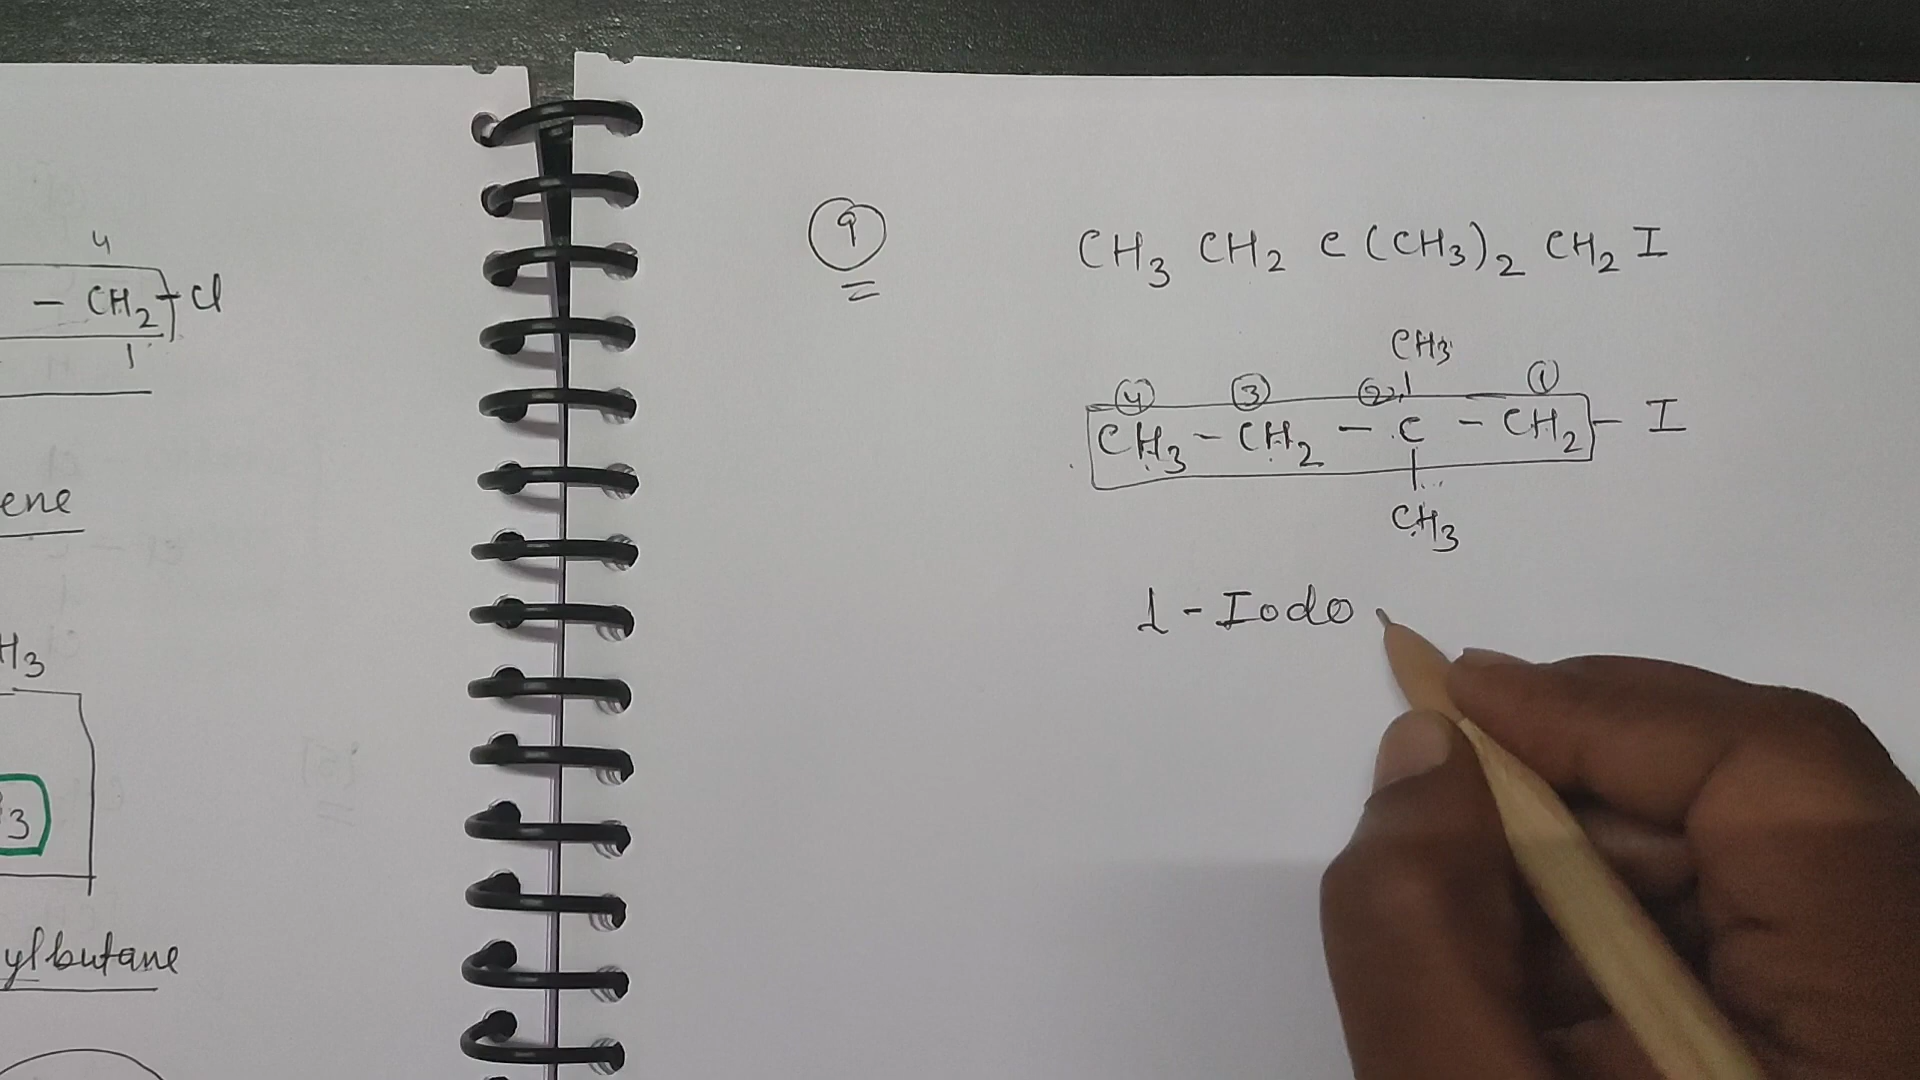 4
- CH2 - Cl
1
ene
H3
3
ylbutane
9
CH3 CH2 C (CH3)2 CH2 I
CH3
4 3 2 1
CH3 - CH2 - C - CH2 - I
CH3
1 - Iodo